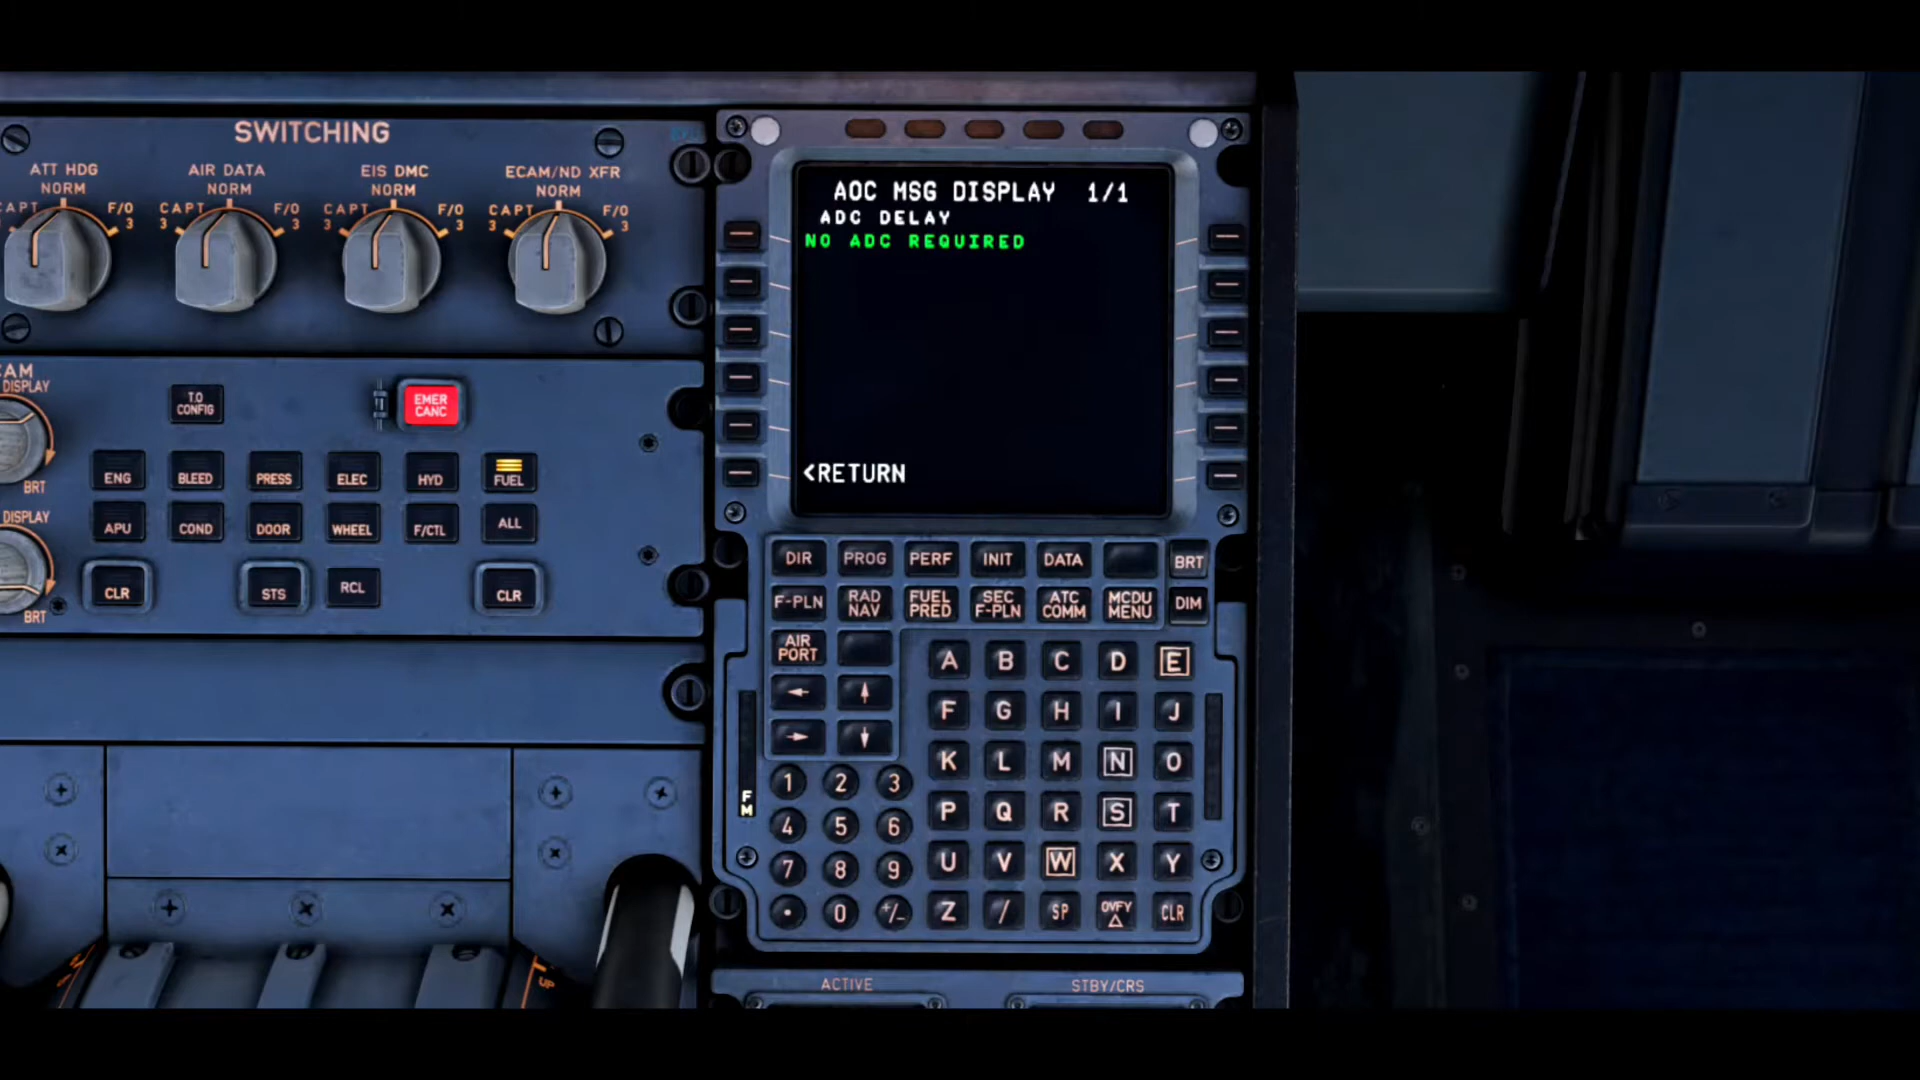 SWITCHING
ATT HDG
NORM
CAPT
F/O
3
3
AIR DATA
NORM
CAPT
F/O
3
3
EIS DMC
NORM
CAPT
F/O
3
3
ECAM/ND XFR
NORM
CAPT
F/O
3
3
AOC MSG DISPLAY 1/1
ADC DELAY
NO ADC REQUIRED
<RETURN
CAM
DISPLAY
BRT
DISPLAY
BRT
T.O
CONFIG
EMER
CANC
ENG
BLEED
PRESS
ELEC
HYD
FUEL
APU
COND
DOOR
WHEEL
F/CTL
ALL
CLR
STS
RCL
CLR
DIR
PROG
PERF
INIT
DATA
BRT
F-PLN
RAD
NAV
FUEL
PRED
SEC
F-PLN
ATC
COMM
MCDU
MENU
DIM
AIR
PORT
A B C D E
F G H I J
K L M N O
P Q R S T
U V W X Y
Z / SP OVFY CLR
1 2 3
4 5 6
7 8 9
. 0 +/-
FM
UP
ACTIVE
STBY/CRS